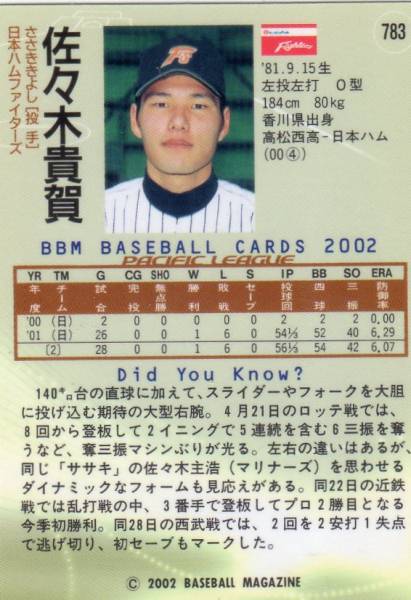 783
Fighters
佐々木貴賀
ささききよし［投手］
日本ハムファイターズ
'81.9.15生
左投左打 O型
184cm 80kg
香川県出身
高松西高-日本ハム
(00④)
BBM BASEBALL CARDS 2002
PACIFIC LEAGUE
YR TM G CG SHO W L S IP BB SO ERA
年度 チーム 試合 完投 無点勝 勝利 敗戦 セーブ 投球回 四球 三振 防御率
'00 (日) 2 0 0 0 0 0 2 2 2 0.00
'01 (日) 26 0 0 1 6 0 54⅓ 52 40 6.29
(2) 28 0 0 1 6 0 56⅓ 54 42 6.07
Did You Know?
140㌔台の直球に加えて、スライダーやフォークを大胆
に投げ込む期待の大型右腕。4月21日のロッテ戦では、
8回から登板して2イニングで5連続を含む6三振を奪
うなど、奪三振マシンぶりが光る。左右の違いはあるが、
同じ「ササキ」の佐々木主浩（マリナーズ）を思わせる
ダイナミックなフォームも見応えがある。同22日の近鉄
戦では乱打戦の中、3番手で登板してプロ2勝目となる
今季初勝利。同28日の西武戦では、2回を2安打1失点
で逃げ切り、初セーブもマークした。
© 2002 BASEBALL MAGAZINE